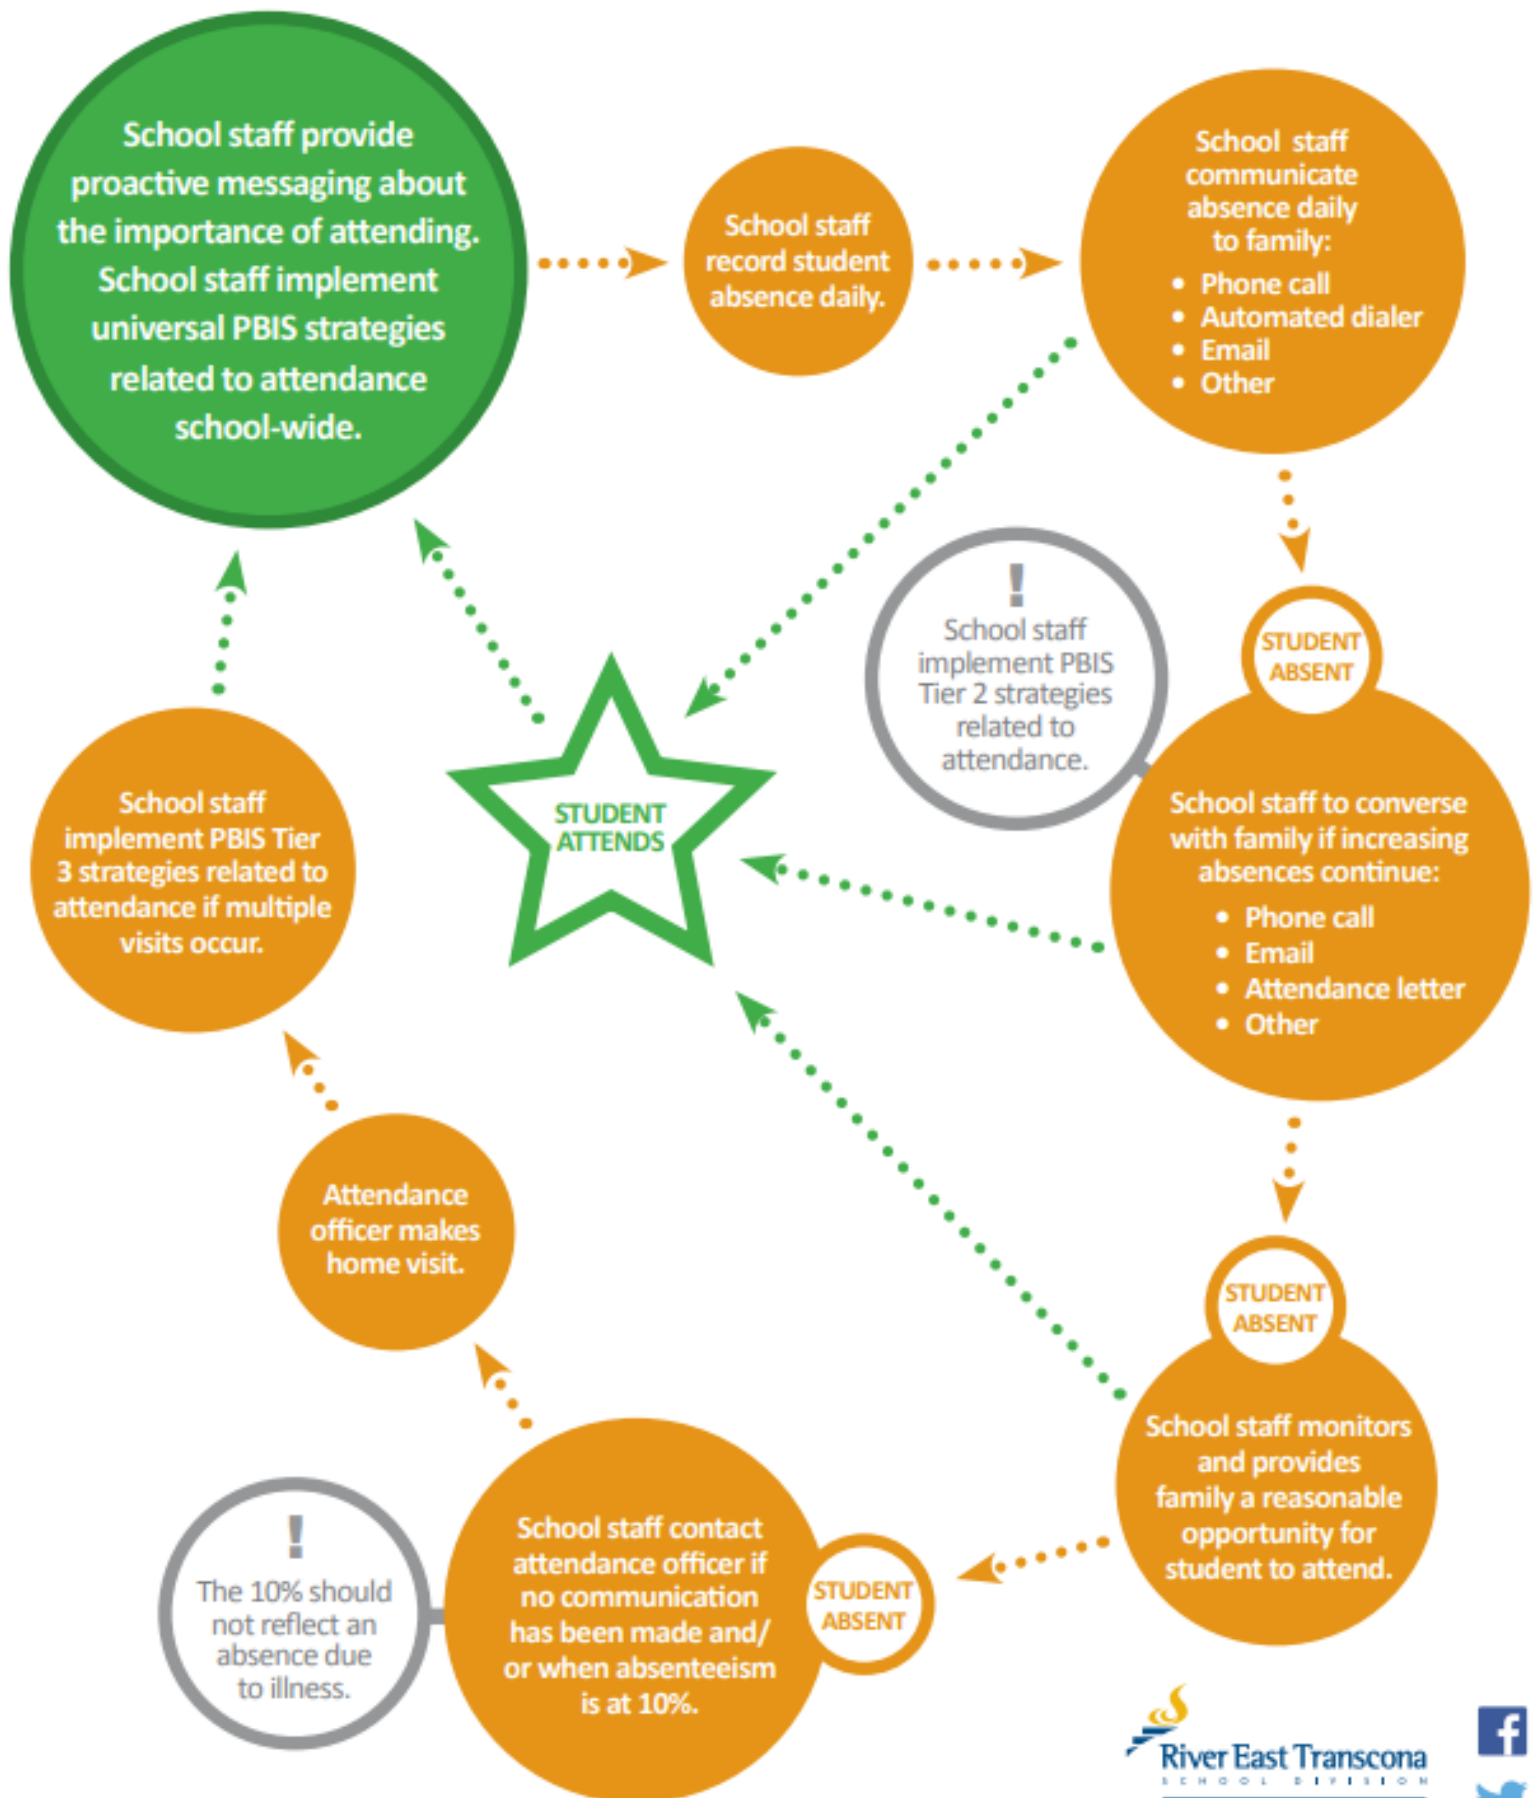 School staff provide
proactive messaging about
the importance of attending.
School staff implement
universal PBIS strategies
related to attendance
school-wide.
School staff
record student
absence daily.
School staff
communicate
absence daily
to family:
• Phone call
• Automated dialer
• Email
• Other
STUDENT
ABSENT
!
School staff
implement PBIS
Tier 2 strategies
related to
attendance.
School staff to converse
with family if increasing
absences continue:
• Phone call
• Email
• Attendance letter
• Other
STUDENT
ATTENDS
STUDENT
ABSENT
School staff monitors
and provides
family a reasonable
opportunity for
student to attend.
STUDENT
ABSENT
School staff contact
attendance officer if
no communication
has been made and/
or when absenteeism
is at 10%.
!
The 10% should
not reflect an
absence due
to illness.
Attendance
officer makes
home visit.
School staff
implement PBIS Tier
3 strategies related to
attendance if multiple
visits occur.
River East Transcona
SCHOOL DIVISION
f